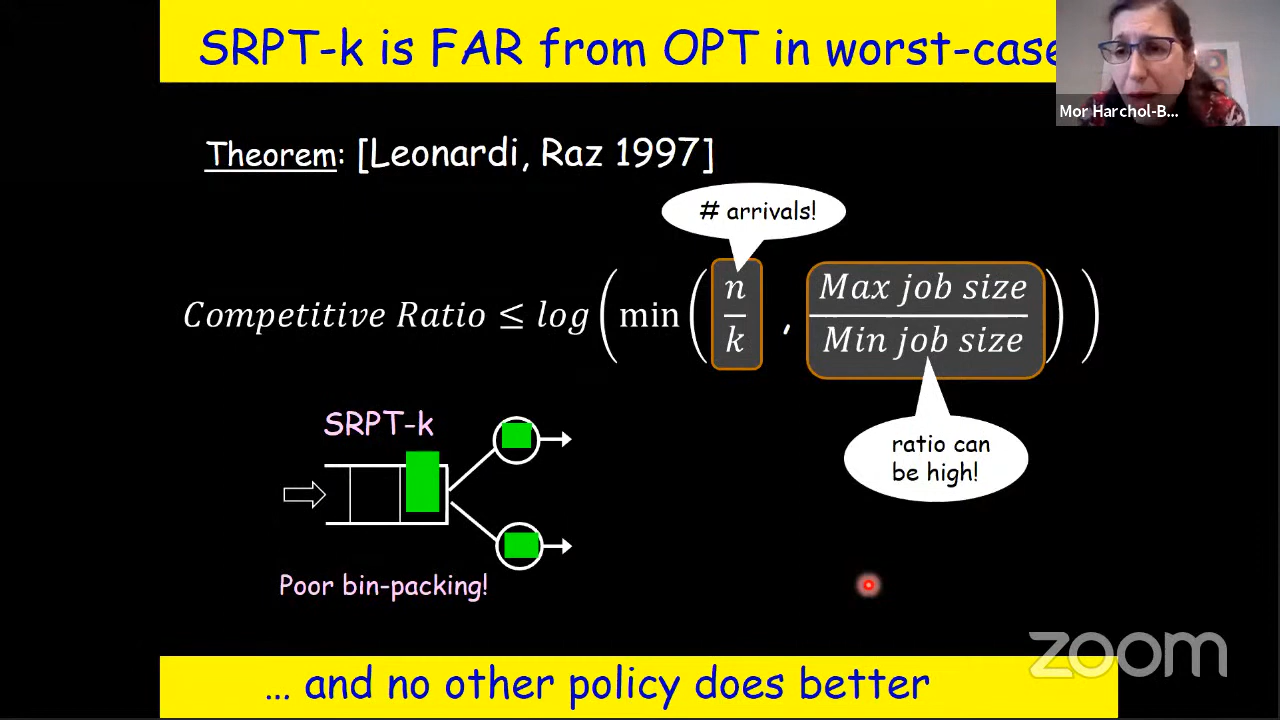 SRPT-k is FAR from OPT in worst-case
Mor Harchol-B...
Theorem: [Leonardi, Raz 1997]
# arrivals!
Competitive Ratio ≤ log ( min ( n/k , Max job size / Min job size ) )
SRPT-k
ratio can
be high!
Poor bin-packing!
zoom
... and no other policy does better